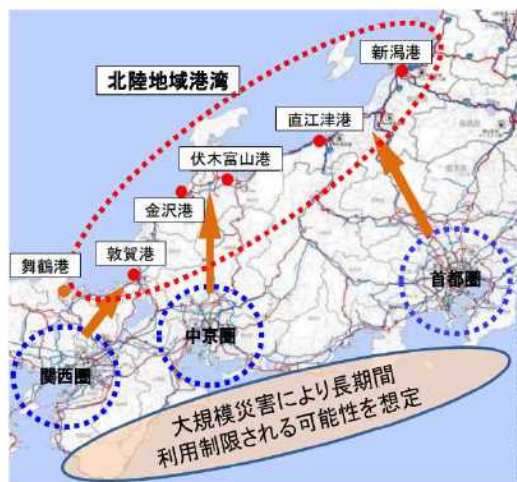 新潟港
北陸地域港湾
直江津港
伏木富山港
金沢港
敦賀港
舞鶴港
首都圏
中京圏
関西圏
大規模災害により長期間
利用制限される可能性を想定